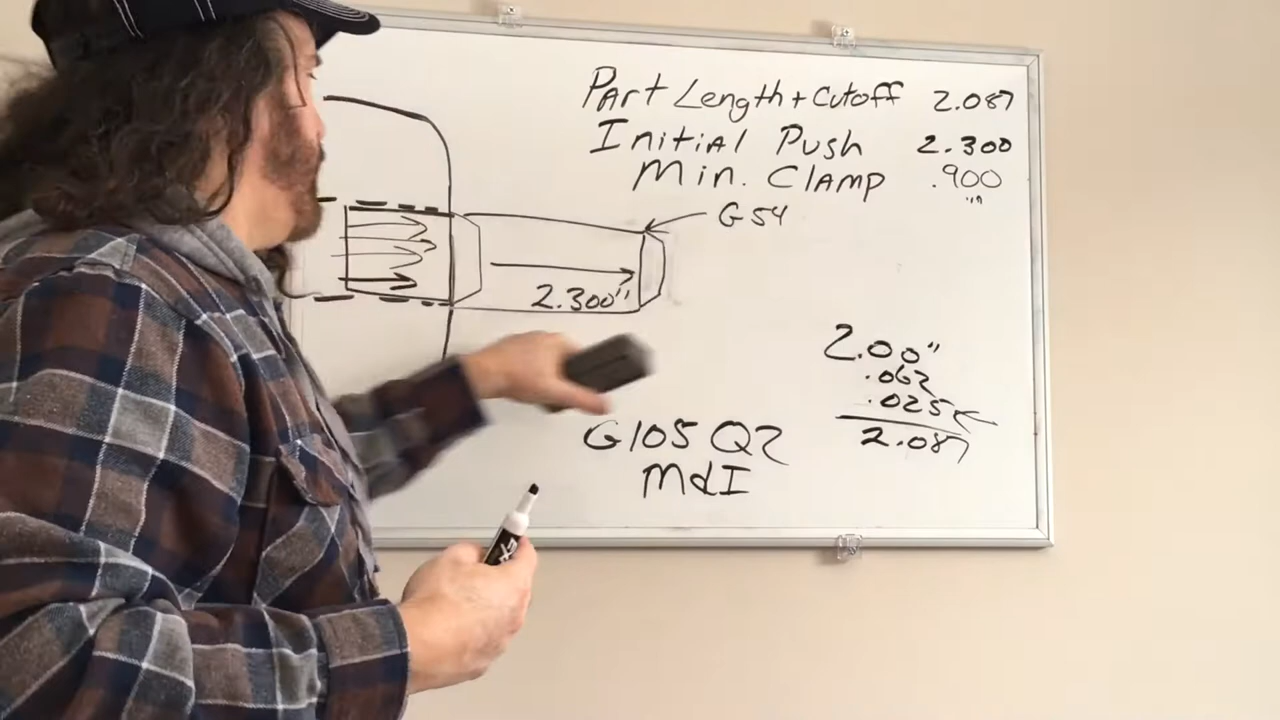 Part Length + Cutoff 2.087
Initial Push 2.300
Min. Clamp .900
"
G54
2.300"
2.00"
.062
.025
2.087
G105 Q2
MdI